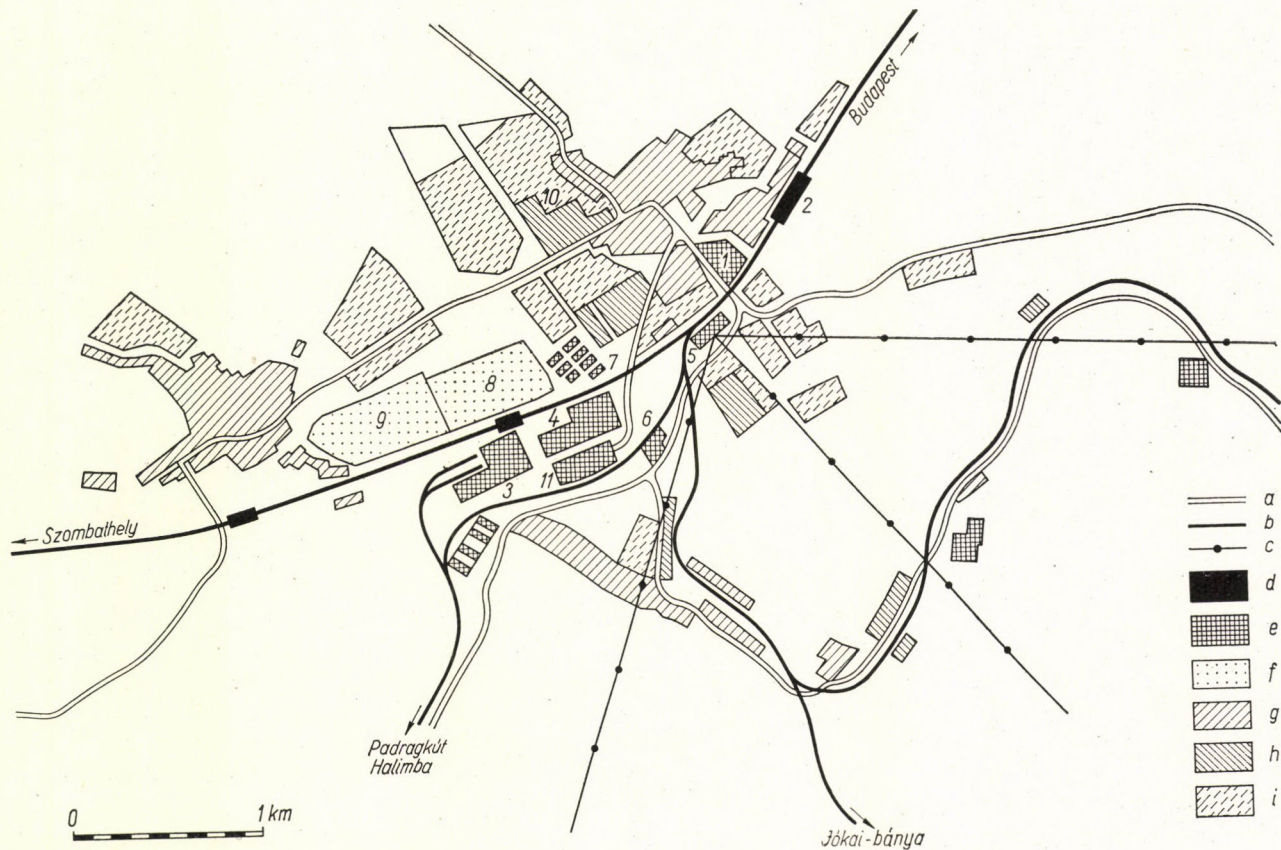 Budapest
10
2
1
7
5
8
9
4
6
11
3
Szombathely
Padragkút
Halimba
Jókai-bánya
0 1 km
a
b
c
d
e
f
g
h
i